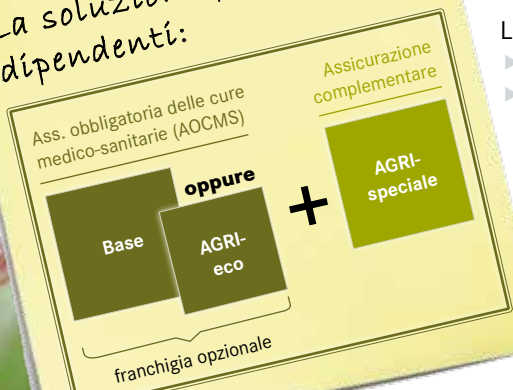 La soluzio
dipendenti:
Ass. obbligatoria delle cure
medico-sanitarie (AOCMS)
Assicurazione
complementare
Base
oppure
AGRI-
eco
+
AGRI-
speciale
franchigia opzionale
L